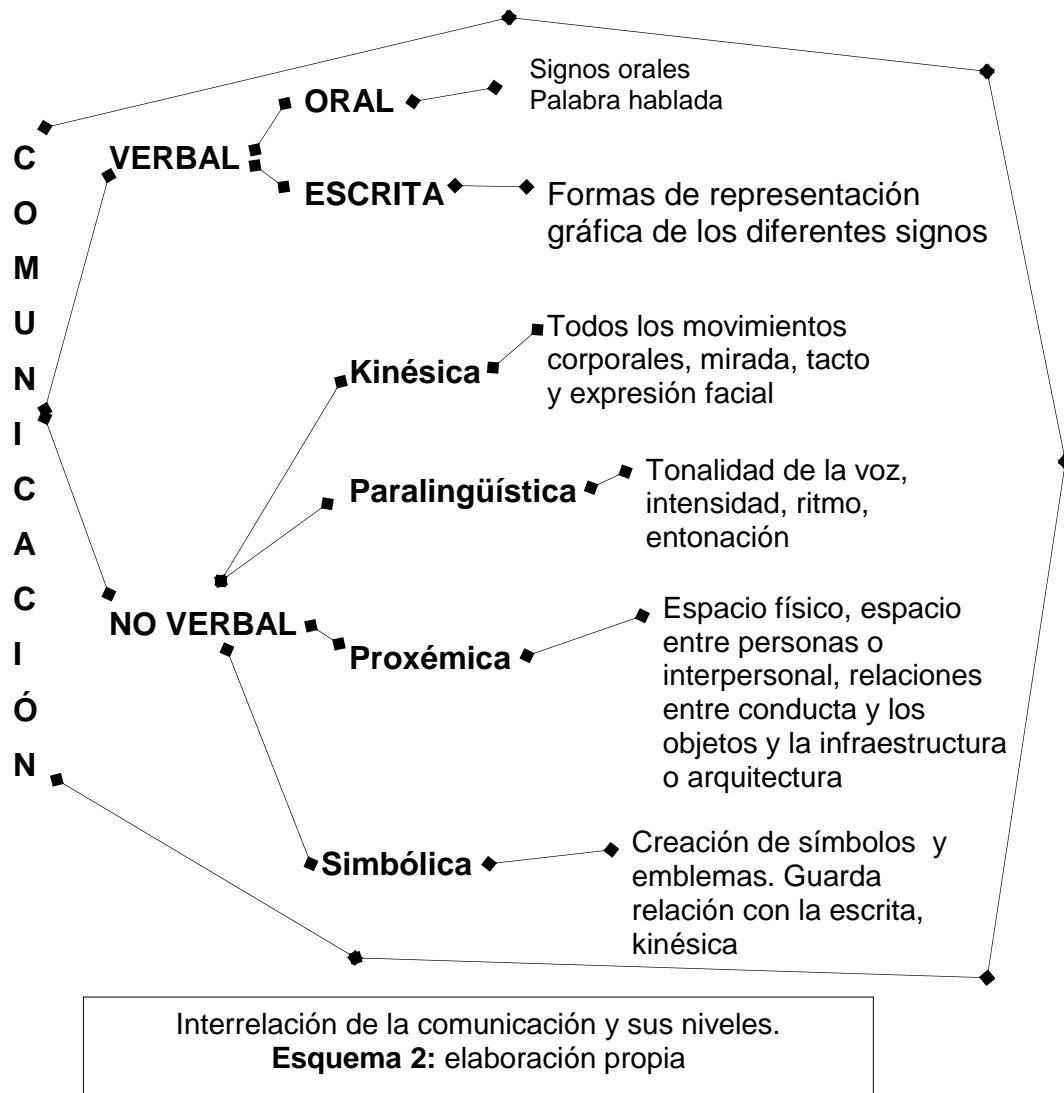 COMUNICACIÓN
VERBAL
ORAL
Signos orales
Palabra hablada
ESCRITA
Formas de representación
gráfica de los diferentes signos
NO VERBAL
Kinésica
Todos los movimientos
corporales, mirada, tacto
y expresión facial
Paralingüística
Tonalidad de la voz,
intensidad, ritmo,
entonación
Proxémica
Espacio físico, espacio
entre personas o
interpersonal, relaciones
entre conducta y los
objetos y la infraestructura
o arquitectura
Simbólica
Creación de símbolos  y
emblemas. Guarda
relación con la escrita,
kinésica
Interrelación de la comunicación y sus niveles.
Esquema 2: elaboración propia